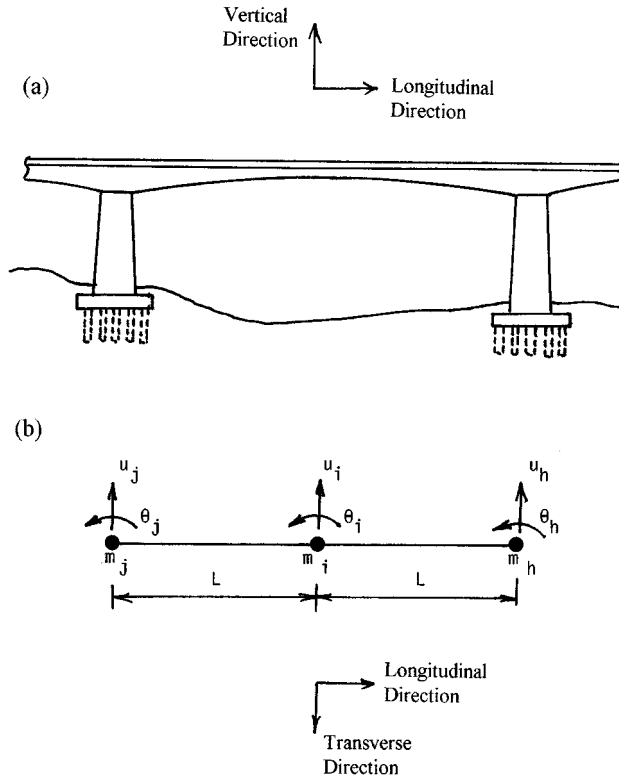 Vertical
Direction
(a)
Longitudinal
Direction
(b)
u j
u i
u h
θ j
θ i
θ h
m j
m i
m h
L
L
Longitudinal
Direction
Transverse
Direction